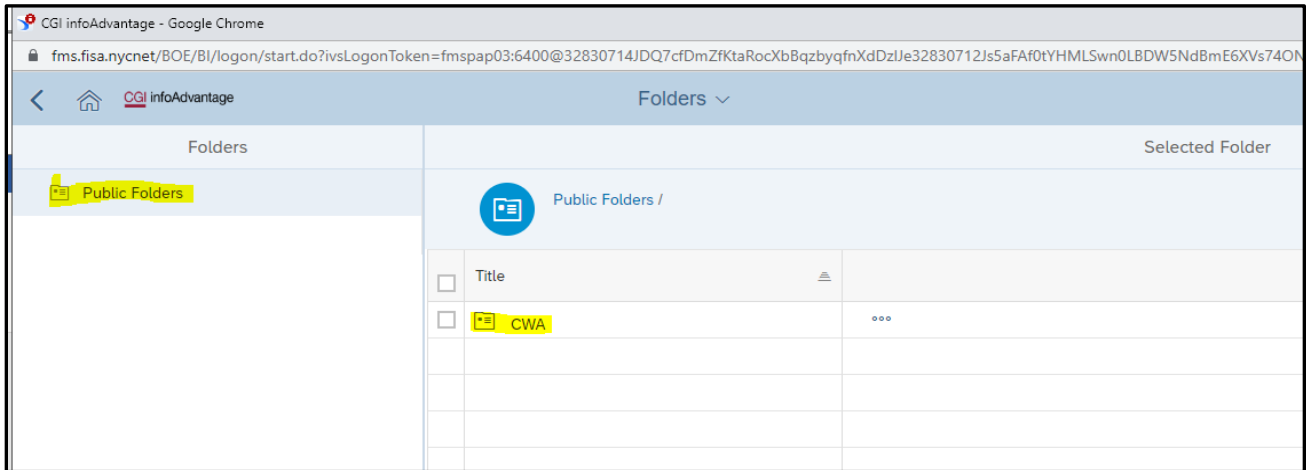 CGI infoAdvantage - Google Chrome
fms.fisa.nycnet/BOE/BI/logon/start.do?ivsLogonToken=fmspap03:6400@32830714JDQ7cfDmZfKtaRocXbBqzbyqfnXdDzlJe32830712Js5aFAf0tYHMLSwn0LBDW5NdBmE6XVs74ON
CGI infoAdvantage
Folders
Folders
Selected Folder
Public Folders
Public Folders /
Title
CWA